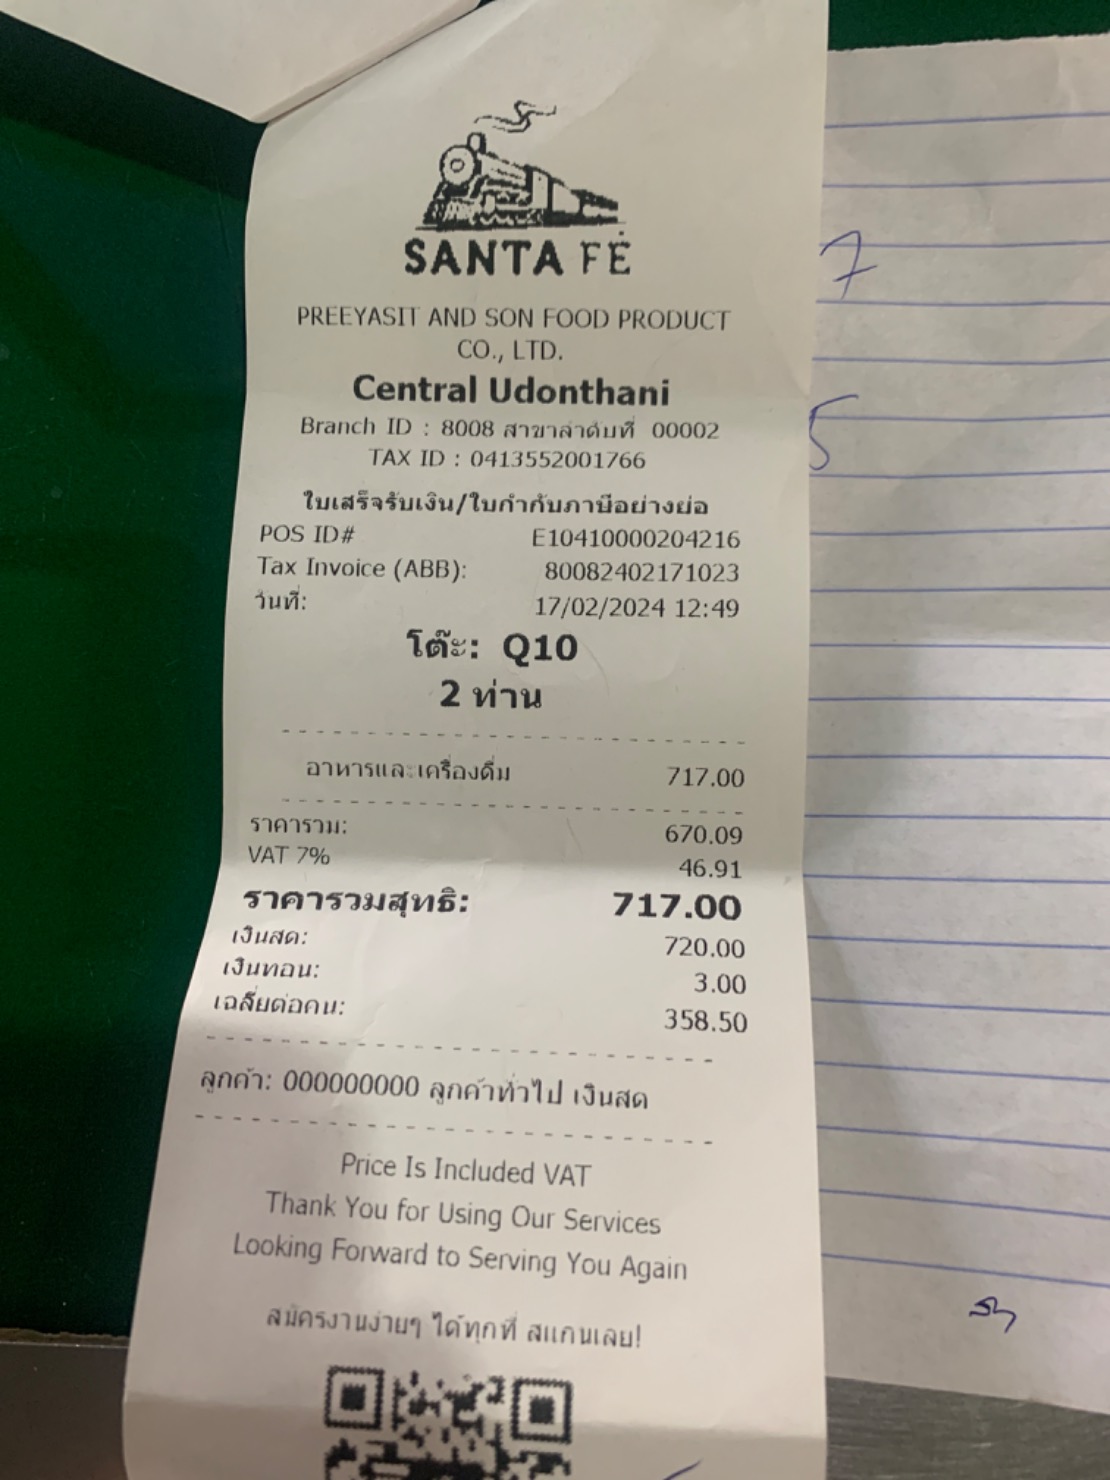 SANTA FÉ
PREEYASIT AND SON FOOD PRODUCT
CO., LTD.
Central Udonthani
Branch ID : 8008 สาขาลำดับที่ 00002
TAX ID : 0413552001766
ใบเสร็จรับเงิน/ใบกำกับภาษีอย่างย่อ
POS ID# E10410000204216
Tax Invoice (ABB): 80082402171023
วันที่: 17/02/2024 12:49
โต๊ะ: Q10
2 ท่าน
อาหารและเครื่องดื่ม 717.00
ราคารวม: 670.09
VAT 7% 46.91
ราคารวมสุทธิ: 717.00
เงินสด: 720.00
เงินทอน: 3.00
เฉลี่ยต่อคน: 358.50
ลูกค้า: 000000000 ลูกค้าทั่วไป เงินสด
Price Is Included VAT
Thank You for Using Our Services
Looking Forward to Serving You Again
สมัครงานง่ายๆ ได้ทุกที่ สแกนเลย!
7
5